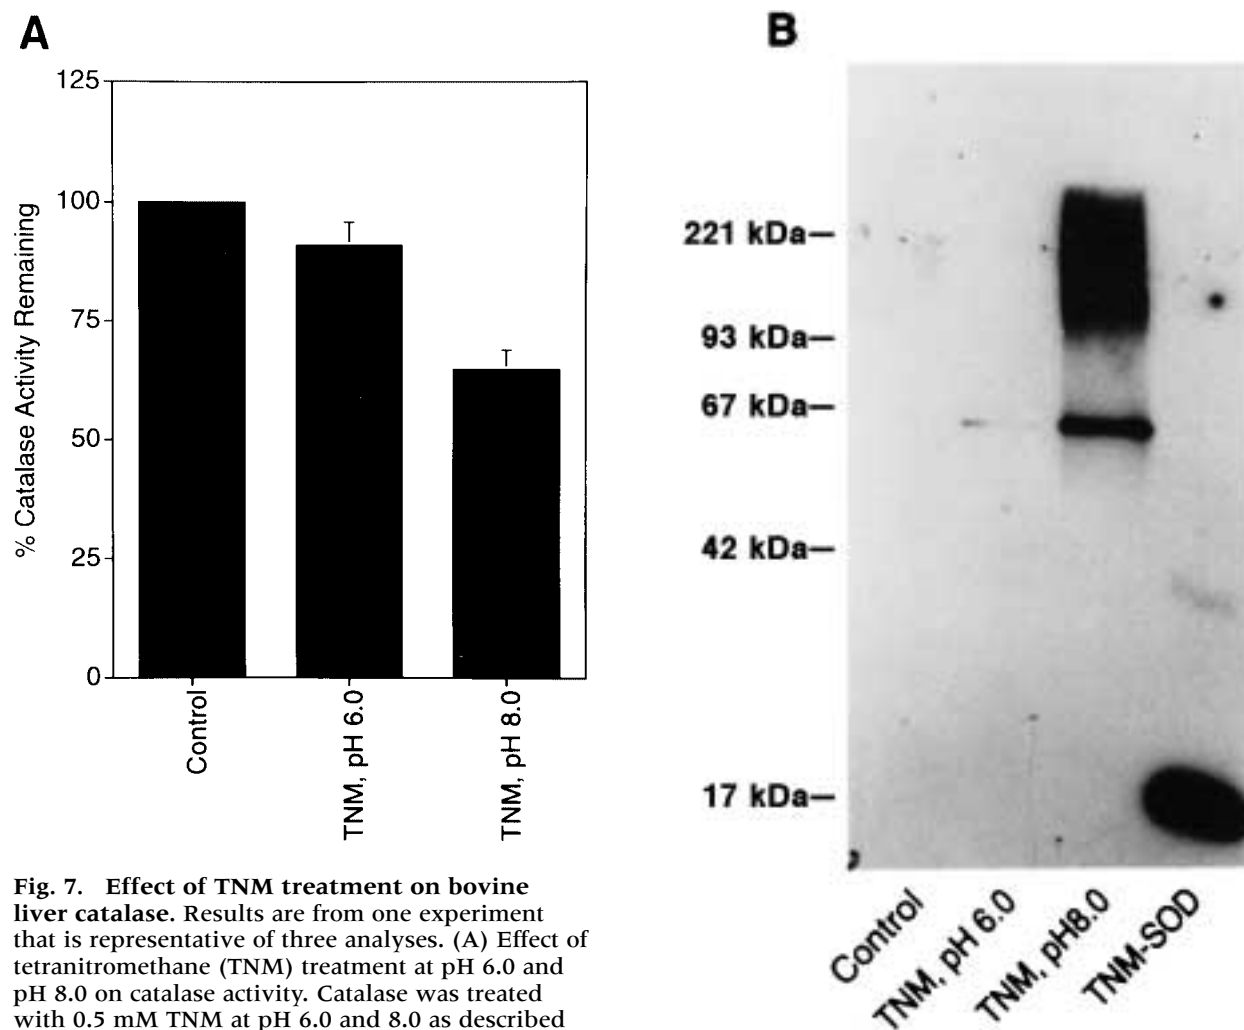 A
125
100
75
50
25
0
% Catalase Activity Remaining
Control
TNM, pH 6.0
TNM, pH 8.0
Fig. 7. Effect of TNM treatment on bovine
liver catalase. Results are from one experiment
that is representative of three analyses. (A) Effect of
tetranitromethane (TNM) treatment at pH 6.0 and
pH 8.0 on catalase activity. Catalase was treated
with 0.5 mM TNM at pH 6.0 and 8.0 as described
B
221 kDa—
93 kDa—
67 kDa—
42 kDa—
17 kDa—
Control
TNM, pH 6.0
TNM, pH8.0
TNM-SOD